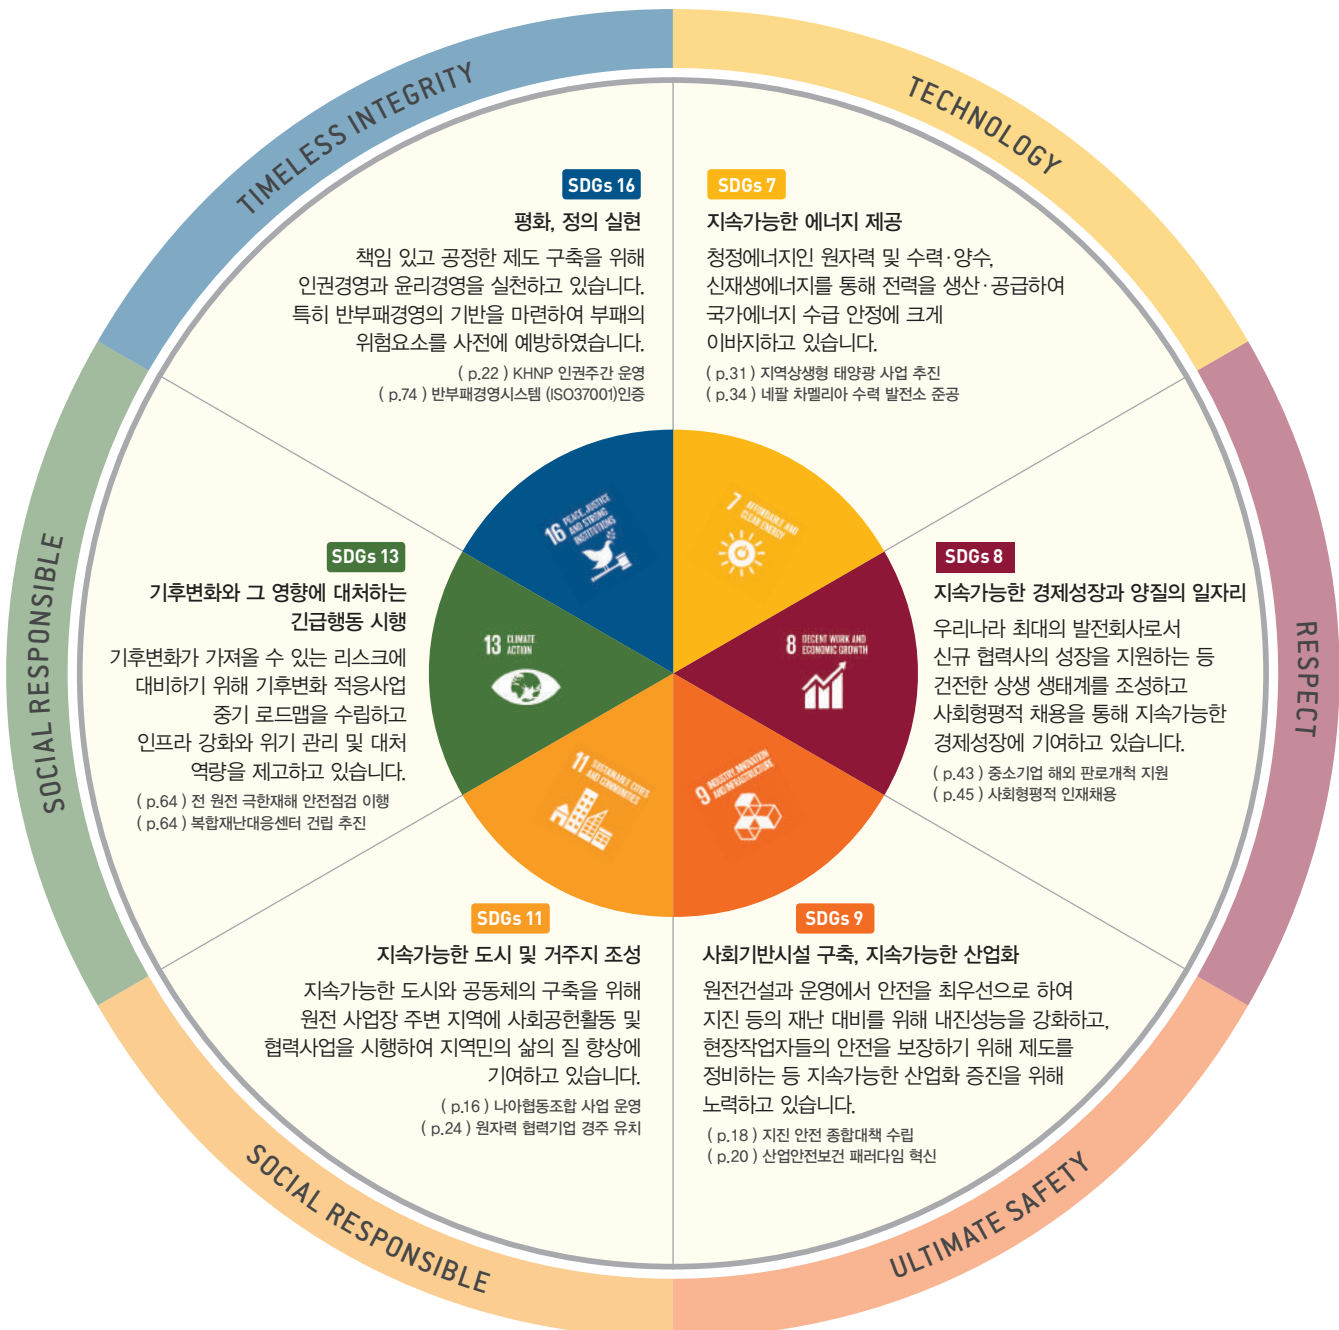 TIMELESS INTEGRITY
TECHNOLOGY
RESPECT
ULTIMATE SAFETY
SOCIAL RESPONSIBLE
SOCIAL RESPONSIBLE
SDGs 16
평화, 정의 실현
책임 있고 공정한 제도 구축을 위해
인권경영과 윤리경영을 실천하고 있습니다.
특히 반부패경영의 기반을 마련하여 부패의
위험요소를 사전에 예방하였습니다.
( p.22 ) KHNP 인권주간 운영
( p.74 ) 반부패경영시스템 (ISO37001)인증
SDGs 7
지속가능한 에너지 제공
청정에너지인 원자력 및 수력·양수,
신재생에너지를 통해 전력을 생산·공급하여
국가에너지 수급 안정에 크게
이바지하고 있습니다.
( p.31 ) 지역상생형 태양광 사업 추진
( p.34 ) 네팔 차멜리아 수력 발전소 준공
SDGs 8
지속가능한 경제성장과 양질의 일자리
우리나라 최대의 발전회사로서
신규 협력사의 성장을 지원하는 등
건전한 상생 생태계를 조성하고
사회형평적 채용을 통해 지속가능한
경제성장에 기여하고 있습니다.
( p.43 ) 중소기업 해외 판로개척 지원
( p.45 ) 사회형평적 인재채용
SDGs 9
사회기반시설 구축, 지속가능한 산업화
원전건설과 운영에서 안전을 최우선으로 하여
지진 등의 재난 대비를 위해 내진성능을 강화하고,
현장작업자들의 안전을 보장하기 위해 제도를
정비하는 등 지속가능한 산업화 증진을 위해
노력하고 있습니다.
( p.18 ) 지진 안전 종합대책 수립
( p.20 ) 산업안전보건 패러다임 혁신
SDGs 11
지속가능한 도시 및 거주지 조성
지속가능한 도시와 공동체의 구축을 위해
원전 사업장 주변 지역에 사회공헌활동 및
협력사업을 시행하여 지역민의 삶의 질 향상에
기여하고 있습니다.
( p.16 ) 나아협동조합 사업 운영
( p.24 ) 원자력 협력기업 경주 유치
SDGs 13
기후변화와 그 영향에 대처하는
긴급행동 시행
기후변화가 가져올 수 있는 리스크에
대비하기 위해 기후변화 적응사업
중기 로드맵을 수립하고
인프라 강화와 위기 관리 및 대처
역량을 제고하고 있습니다.
( p.64 ) 전 원전 극한재해 안전점검 이행
( p.64 ) 복합재난대응센터 건립 추진
16 PEACE, JUSTICE
AND STRONG
INSTITUTIONS
7 AFFORDABLE AND
CLEAN ENERGY
8 DECENT WORK AND
ECONOMIC GROWTH
9 INDUSTRY, INNOVATION
AND INFRASTRUCTURE
11 SUSTAINABLE CITIES
AND COMMUNITIES
13 CLIMATE
ACTION